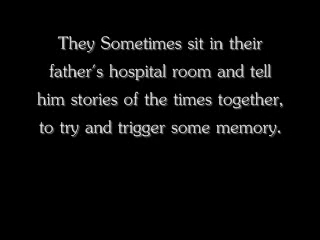 They Sometimes sit in their
father's hospital room and tell
him stories of the times together,
to try and trigger some memory.